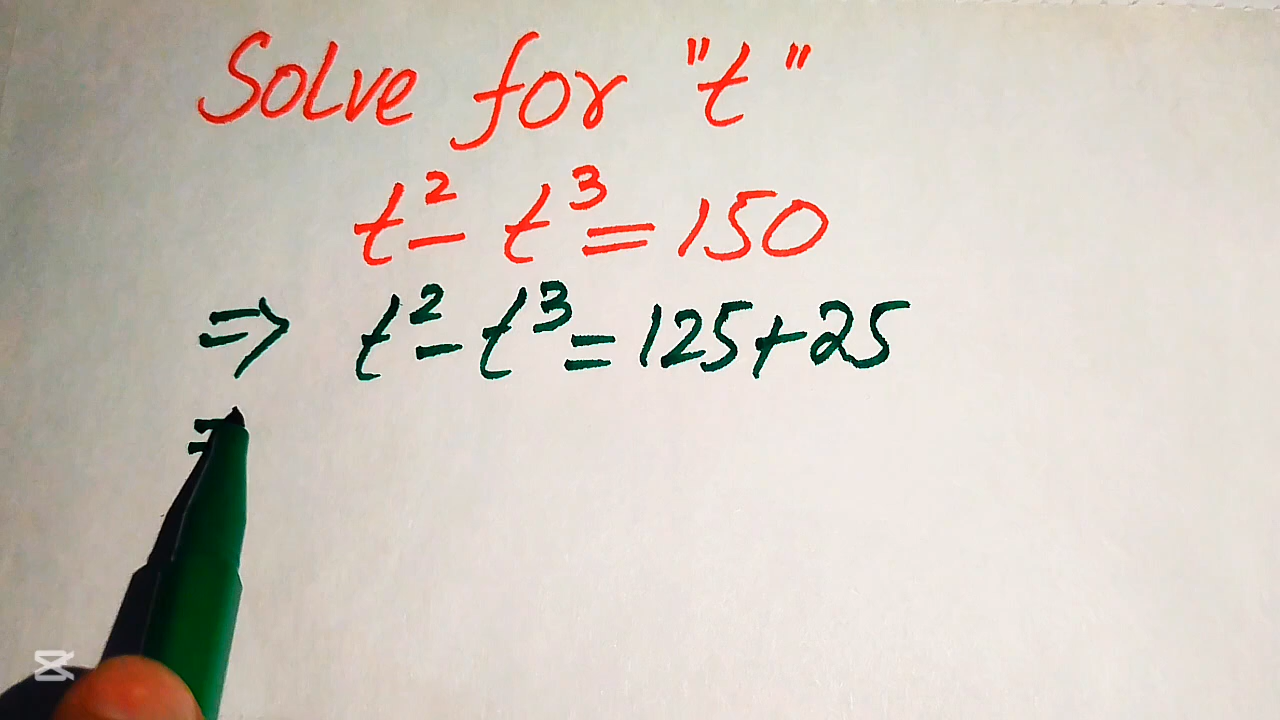 Solve for "t"
t² - t³ = 150
⇒ t² - t³ = 125 + 25
=